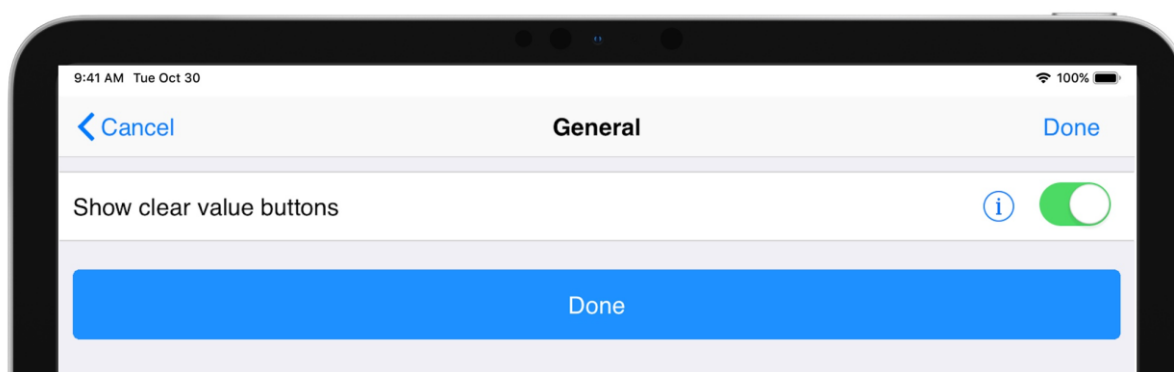 9:41 AM Tue Oct 30 100%
Cancel General Done
Show clear value buttons i
Done